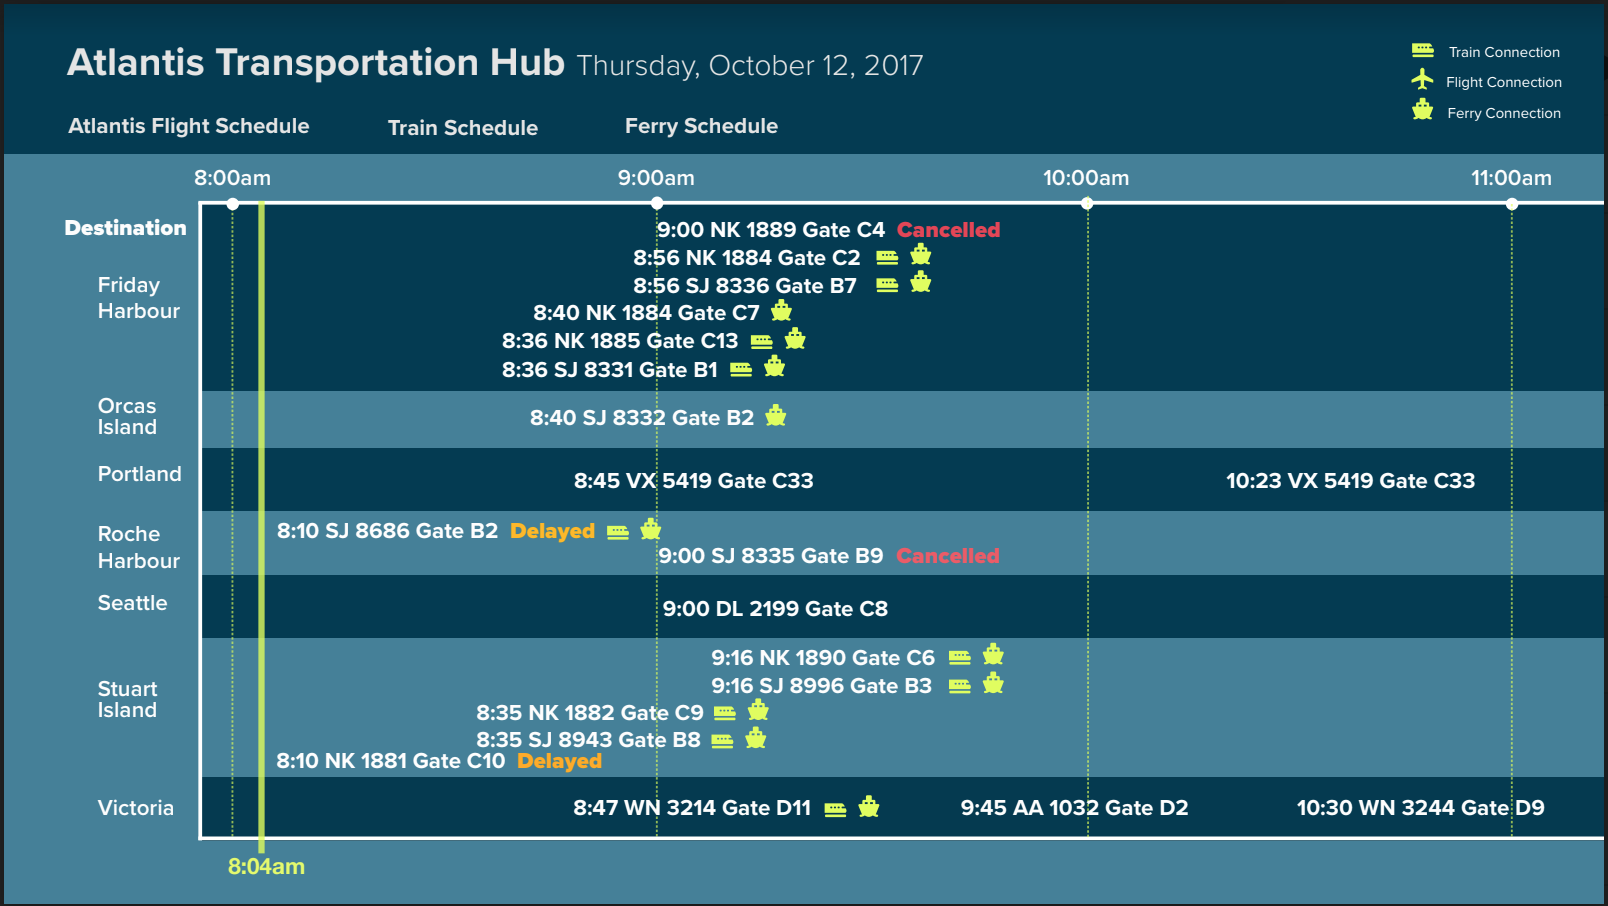 Atlantis Transportation Hub Thursday, October 12, 2017
Train Connection
Flight Connection
Ferry Connection
Atlantis Flight Schedule Train Schedule Ferry Schedule
8:00am 9:00am 10:00am 11:00am
Destination
Friday
Harbour
9:00 NK 1889 Gate C4 Cancelled
8:56 NK 1884 Gate C2
8:56 SJ 8336 Gate B7
8:40 NK 1884 Gate C7
8:36 NK 1885 Gate C13
8:36 SJ 8331 Gate B1
Orcas
Island
8:40 SJ 8332 Gate B2
Portland
8:45 VX 5419 Gate C33 10:23 VX 5419 Gate C33
Roche
Harbour
8:10 SJ 8686 Gate B2 Delayed
9:00 SJ 8335 Gate B9 Cancelled
Seattle
9:00 DL 2199 Gate C8
Stuart
Island
9:16 NK 1890 Gate C6
9:16 SJ 8996 Gate B3
8:35 NK 1882 Gate C9
8:35 SJ 8943 Gate B8
8:10 NK 1881 Gate C10 Delayed
Victoria
8:47 WN 3214 Gate D11 9:45 AA 1032 Gate D2 10:30 WN 3244 Gate D9
8:04am